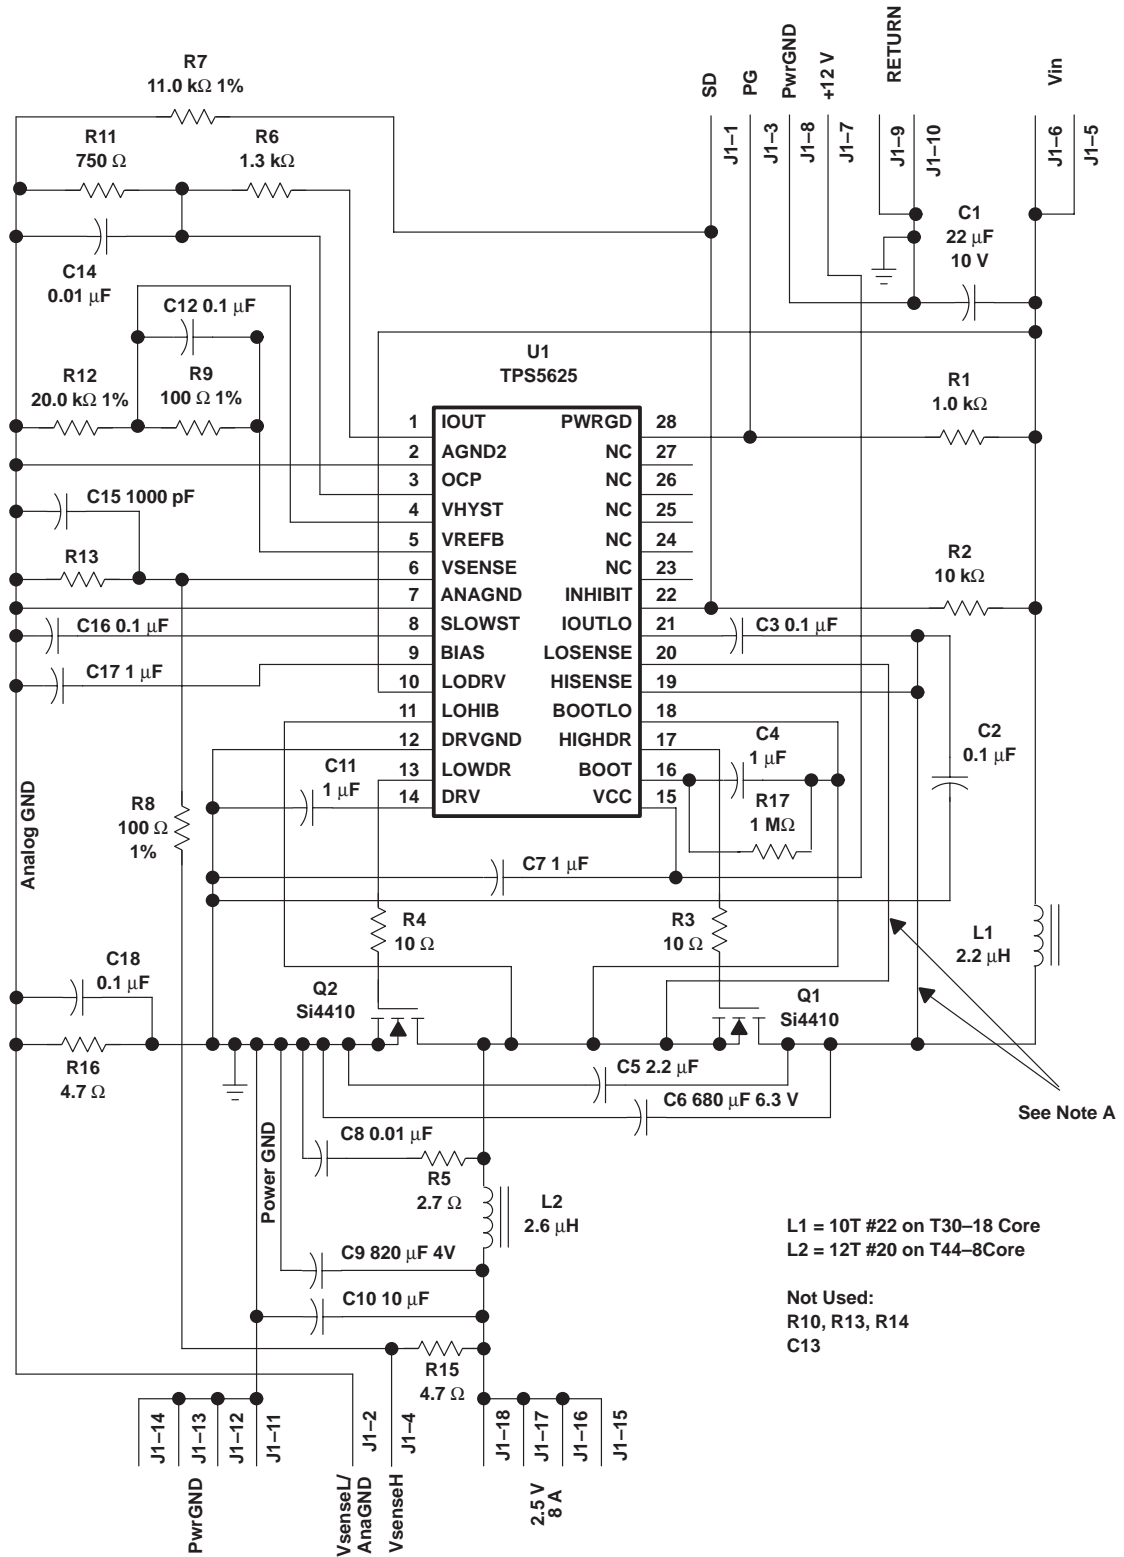 SD
PG
PwrGND
+12 V
RETURN
Vin
J1–1
J1–3
J1–8
J1–7
J1–9
J1–10
J1–6
J1–5
R7
11.0 kΩ 1%
R11
750 Ω
R6
1.3 kΩ
C14
0.01 µF
C1
22 µF
10 V
C12 0.1 µF
R12
20.0 kΩ 1%
R9
100 Ω 1%
U1
TPS5625
R1
1.0 kΩ
1 IOUT PWRGD 28
2 AGND2 NC 27
3 OCP NC 26
4 VHYST NC 25
5 VREFB NC 24
6 VSENSE NC 23
7 ANAGND INHIBIT 22
8 SLOWST IOUTLO 21
9 BIAS LOSENSE 20
10 LODRV HISENSE 19
11 LOHIB BOOTLO 18
12 DRVGND HIGHDR 17
13 LOWDR BOOT 16
14 DRV VCC 15
C15 1000 pF
R13
R2
10 kΩ
C16 0.1 µF
C3 0.1 µF
C17 1 µF
C4
1 µF
C2
0.1 µF
C11
1 µF
R17
1 MΩ
Analog GND
R8
100 Ω
1%
C7 1 µF
R4
10 Ω
R3
10 Ω
L1
2.2 µH
C18
0.1 µF
Q2
Si4410
Q1
Si4410
R16
4.7 Ω
C5 2.2 µF
C6 680 µF 6.3 V
See Note A
C8 0.01 µF
Power GND
R5
2.7 Ω
L2
2.6 µH
L1 = 10T #22 on T30–18 Core
L2 = 12T #20 on T44–8Core
C9 820 µF 4V
C10 10 µF
Not Used:
R10, R13, R14
C13
R15
4.7 Ω
J1–14
J1–13
J1–12
J1–11
J1–2
J1–4
J1–18
J1–17
J1–16
J1–15
PwrGND
VsenseL/
AnaGND
VsenseH
2.5 V
8 A